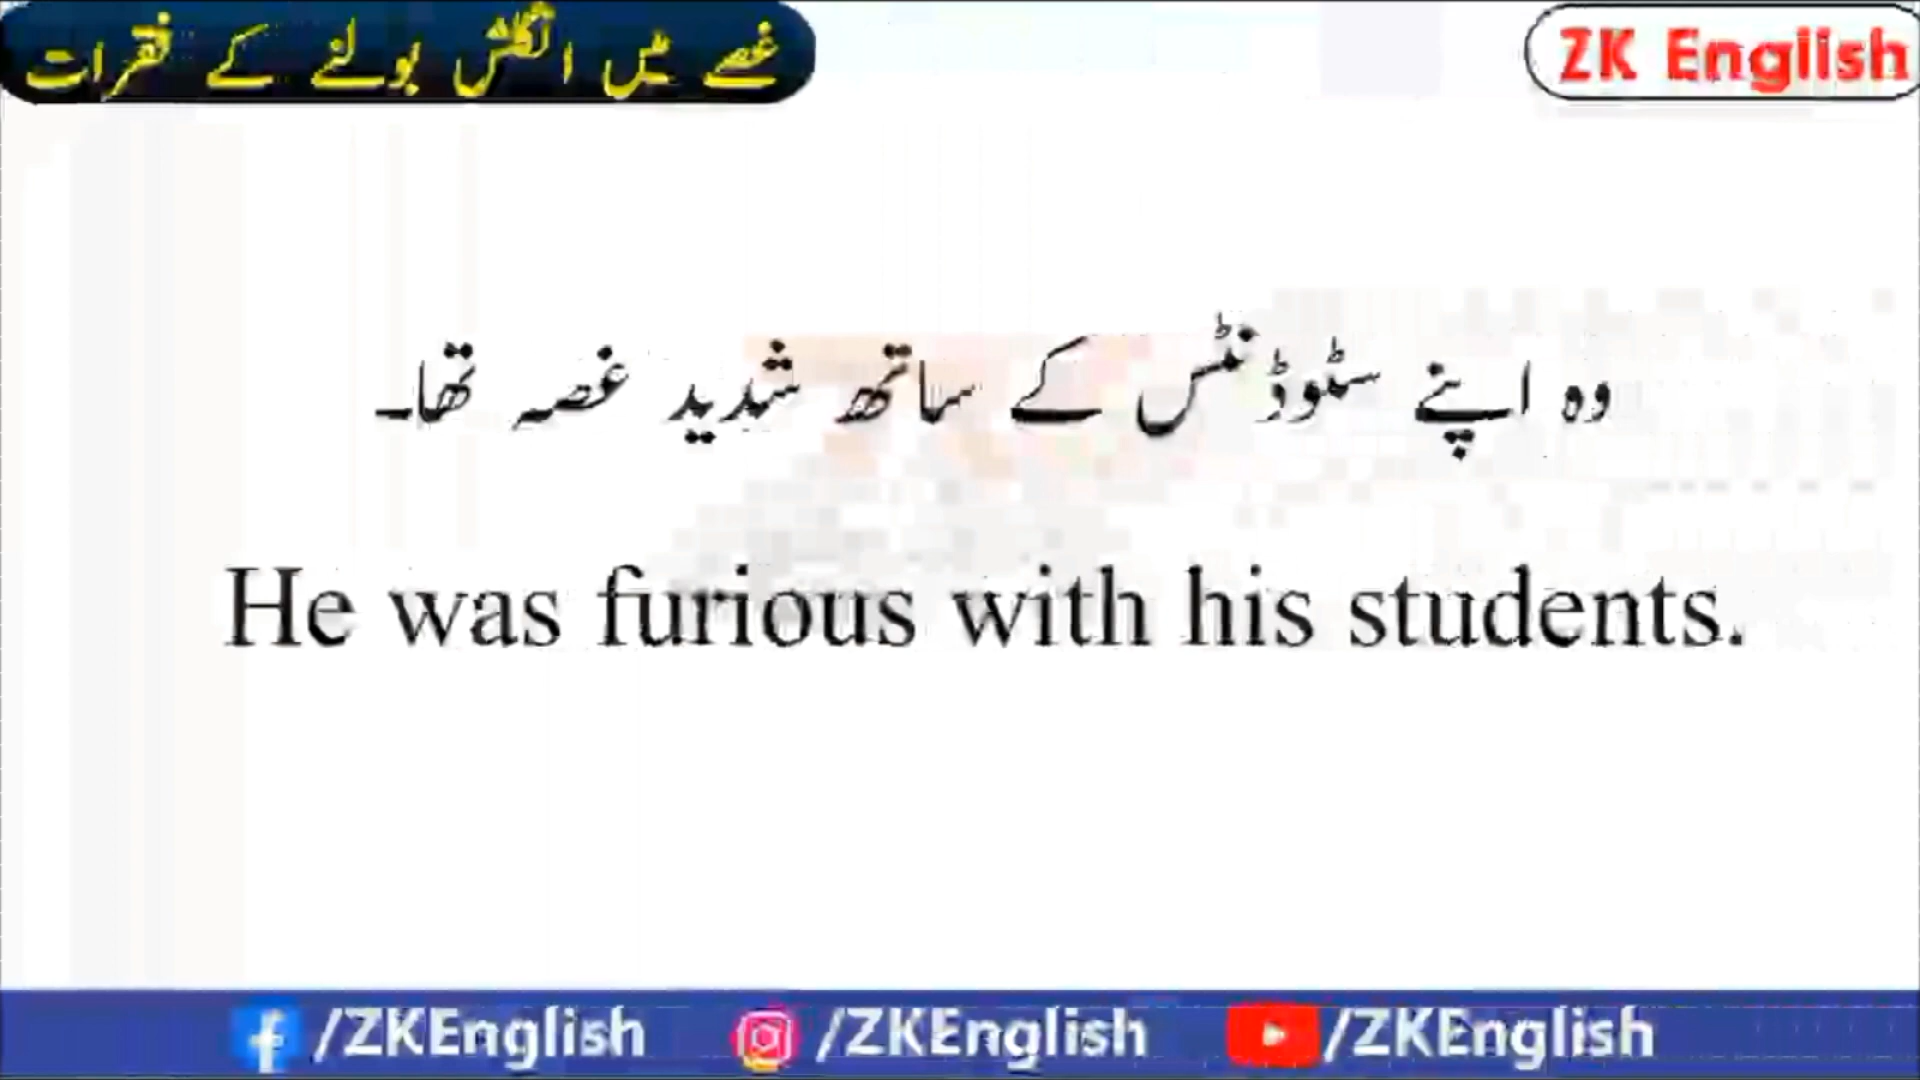 غصے میں انگلش بولنے کے فقرات
ZK English
وہ اپنے سٹوڈنٹس کے ساتھ شدید غصہ تھا۔
He was furious with his students.
/ZKEnglish /ZKEnglish /ZKEnglish